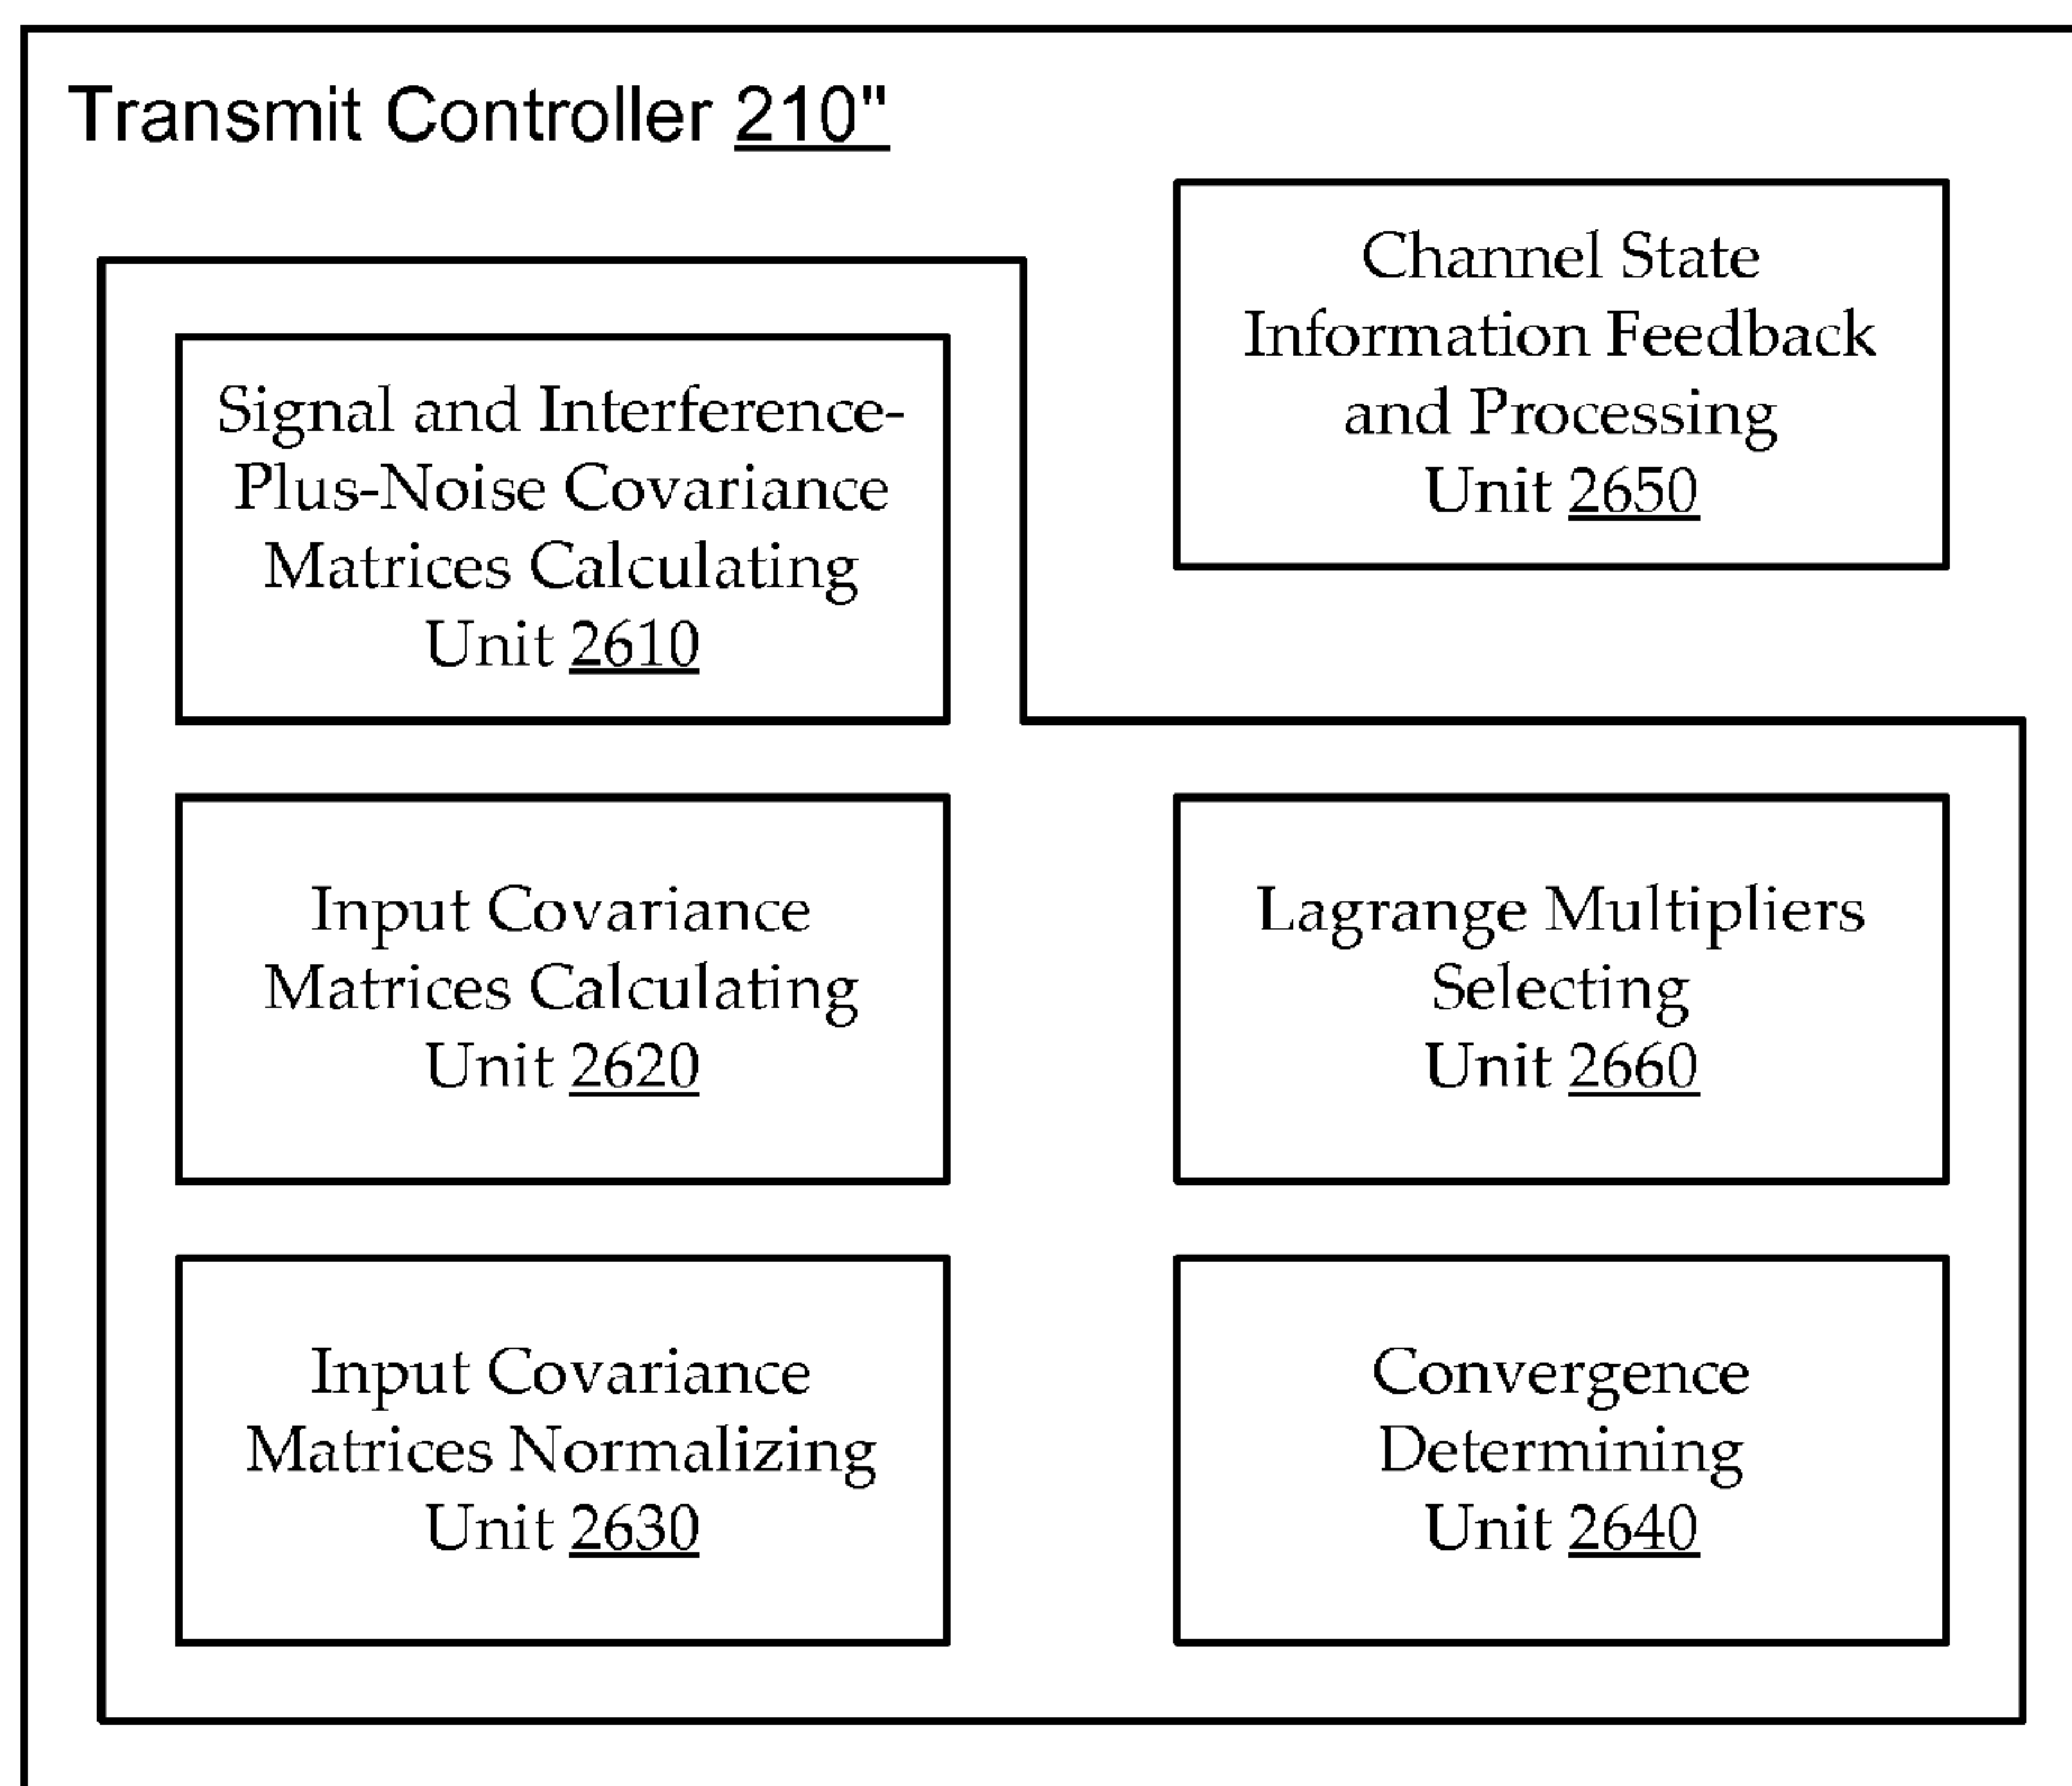 Transmit Controller 210"
Channel State
Information Feedback
and Processing
Unit 2650
Signal and Interference-
Plus-Noise Covariance
Matrices Calculating
Unit 2610
Input Covariance
Matrices Calculating
Unit 2620
Lagrange Multipliers
Selecting
Unit 2660
Input Covariance
Matrices Normalizing
Unit 2630
Convergence
Determining
Unit 2640